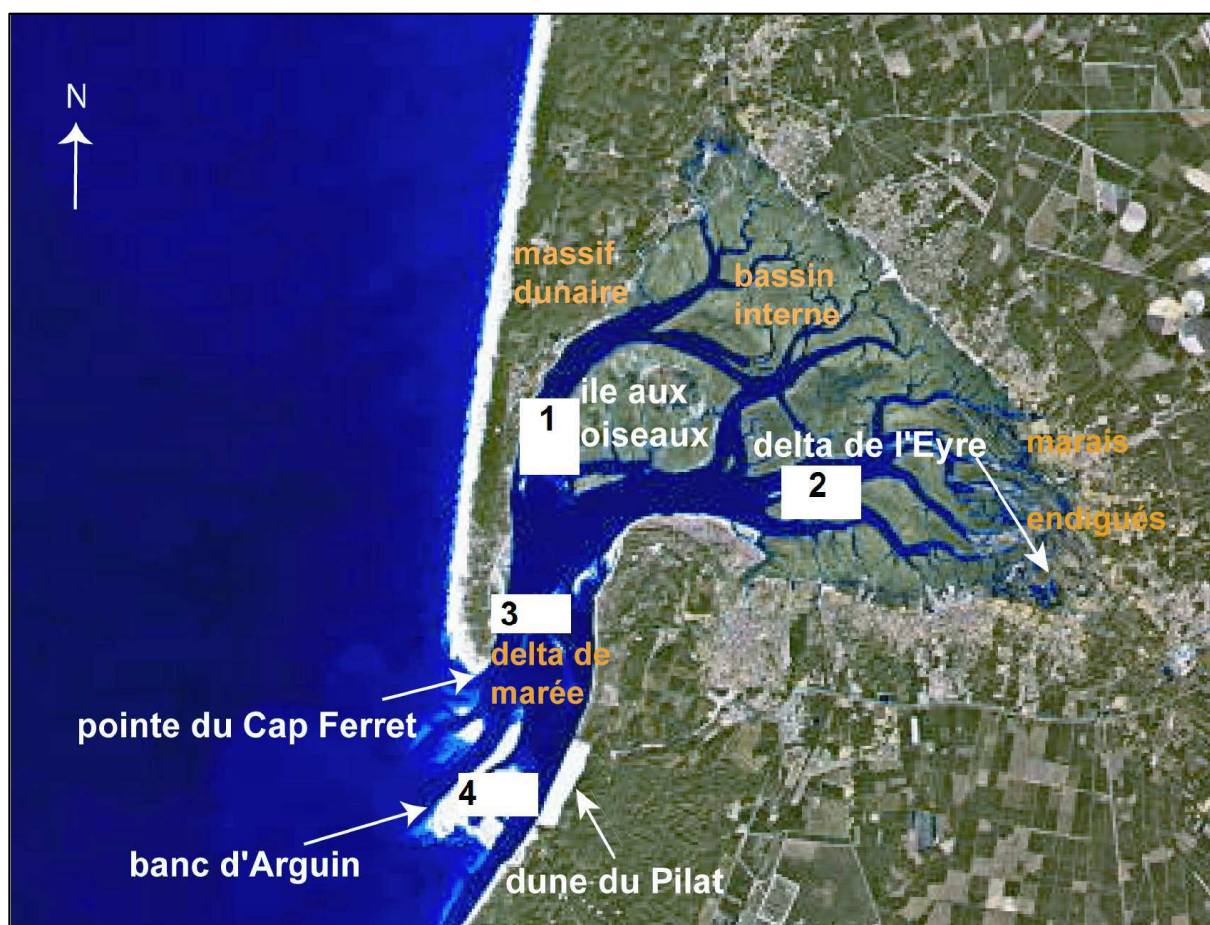 N
massif
dunaire
bassin
interne
1
ile aux
oiseaux
delta de l'Eyre
marais
2
endigués
3
delta de
marée
pointe du Cap Ferret
4
banc d'Arguin
dune du Pilat